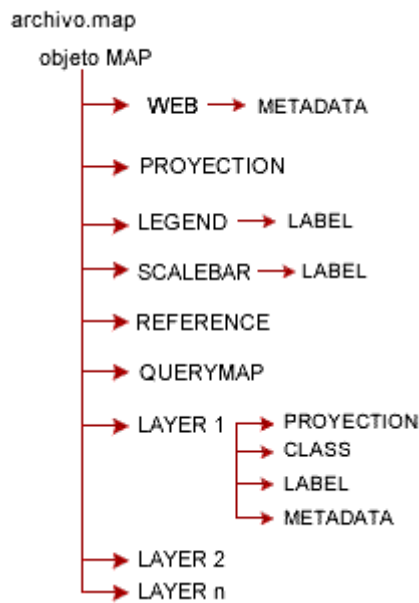 archivo.map
objeto MAP
WEB METADATA
PROYECTION
LEGEND LABEL
SCALEBAR LABEL
REFERENCE
QUERYMAP
LAYER 1 PROYECTION
CLASS
LABEL
METADATA
LAYER 2
LAYER n